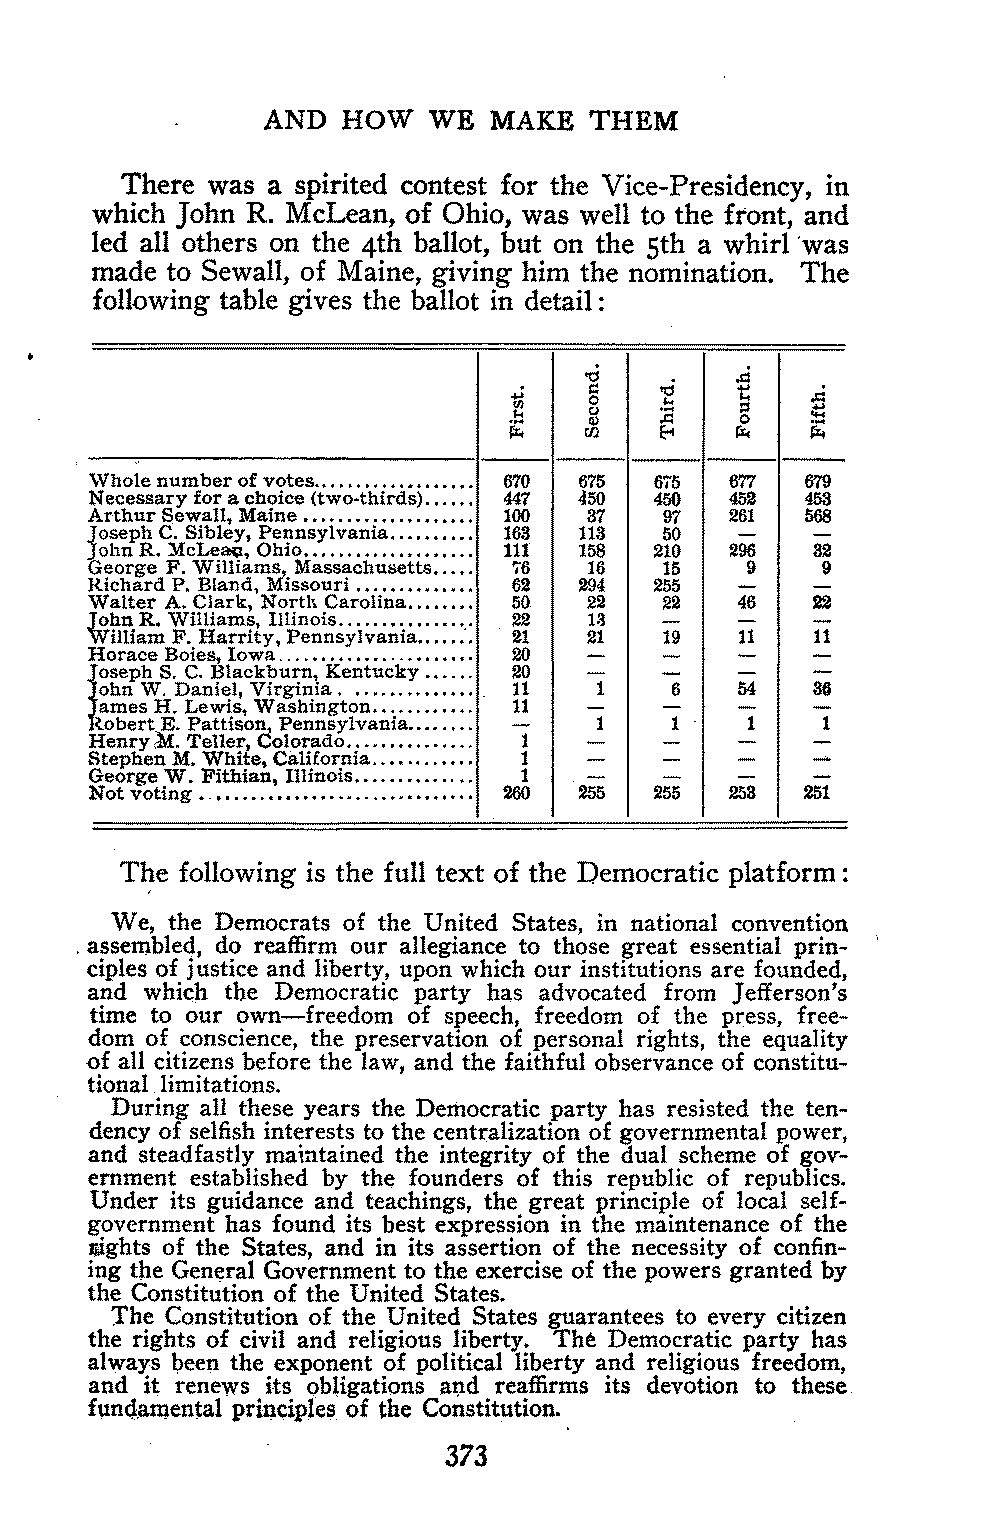 AND HOW WE MAKE THEM
There was a spirited contest for the Vice-Presidency, in
which John R. McLean, of Ohio, was well to the front, and
led all others on the 4th ballot, but on the 5th a whirl was
made to Sewall, of Maine, giving him the nomination. The
following table gives the ballot in detail:
First. Second. Third. Fourth. Fifth.
Whole number of votes................... 670 675 675 677 679
Necessary for a choice (two-thirds)...... 447 450 450 452 453
Arthur Sewall, Maine .................... 100 37 97 261 568
Joseph C. Sibley, Pennsylvania.......... 163 113 50 — —
John R. McLean, Ohio.................... 111 158 210 296 32
George F. Williams, Massachusetts..... 76 16 15 9 9
Richard P. Bland, Missouri .............. 62 294 255 — —
Walter A. Clark, North Carolina........ 50 22 22 46 22
John R. Williams, Illinois................ 22 13 — — —
William F. Harrity, Pennsylvania....... 21 21 19 11 11
Horace Boies, Iowa....................... 20 — — — —
Joseph S. C. Blackburn, Kentucky ...... 20 — — — —
John W. Daniel, Virginia. .............. 11 1 6 54 36
James H. Lewis, Washington............ 11 — — — —
Robert E. Pattison, Pennsylvania........ — 1 1 1 1
Henry M. Teller, Colorado............... 1 — — — —
Stephen M. White, California............ 1 — — — —
George W. Fithian, Illinois.............. 1 — — — —
Not voting ............................... 260 255 255 253 251
The following is the full text of the Democratic platform:
We, the Democrats of the United States, in national convention
assembled, do reaffirm our allegiance to those great essential prin-
ciples of justice and liberty, upon which our institutions are founded,
and which the Democratic party has advocated from Jefferson's
time to our own—freedom of speech, freedom of the press, free-
dom of conscience, the preservation of personal rights, the equality
of all citizens before the law, and the faithful observance of constitu-
tional limitations.
During all these years the Democratic party has resisted the ten-
dency of selfish interests to the centralization of governmental power,
and steadfastly maintained the integrity of the dual scheme of gov-
ernment established by the founders of this republic of republics.
Under its guidance and teachings, the great principle of local self-
government has found its best expression in the maintenance of the
rights of the States, and in its assertion of the necessity of confin-
ing the General Government to the exercise of the powers granted by
the Constitution of the United States.
The Constitution of the United States guarantees to every citizen
the rights of civil and religious liberty. The Democratic party has
always been the exponent of political liberty and religious freedom,
and it renews its obligations and reaffirms its devotion to these
fundamental principles of the Constitution.
373